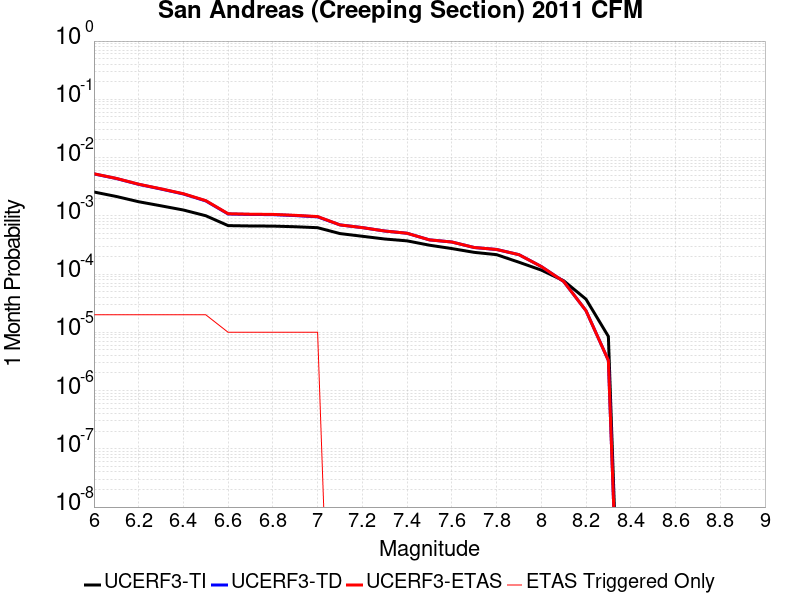 San Andreas (Creeping Section) 2011 CFM
10 0
10 -1
10 -2
10 -3
10 -4
10 -5
10 -6
10 -7
10 -8
1 Month Probability
6 6.2 6.4 6.6 6.8 7 7.2 7.4 7.6 7.8 8 8.2 8.4 8.6 8.8 9
Magnitude
UCERF3-TI UCERF3-TD UCERF3-ETAS ETAS Triggered Only